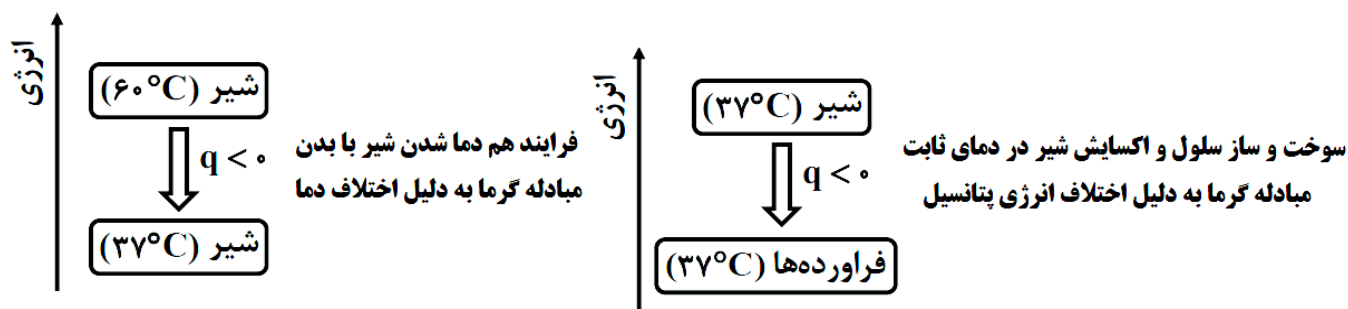 انرژی
شیر (۶۰°C)
q < ۰
شیر (۳۷°C)
فرایند هم دما شدن شیر با بدن
مبادله گرما به دلیل اختلاف دما
انرژی
شیر (۳۷°C)
q < ۰
فراورده‌ها (۳۷°C)
سوخت و ساز سلول و اکسایش شیر در دمای ثابت
مبادله گرما به دلیل اختلاف انرژی پتانسیل